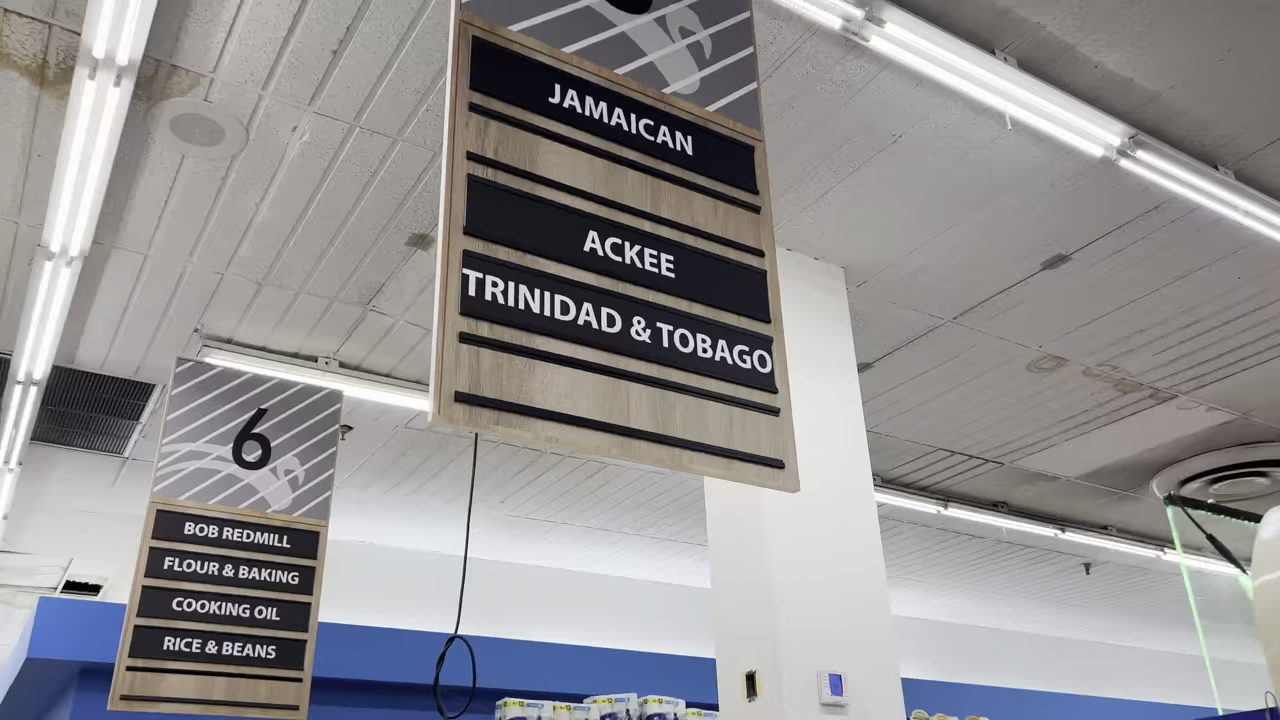 JAMAICAN
ACKEE
TRINIDAD & TOBAGO
6
BOB REDMILL
FLOUR & BAKING
COOKING OIL
RICE & BEANS